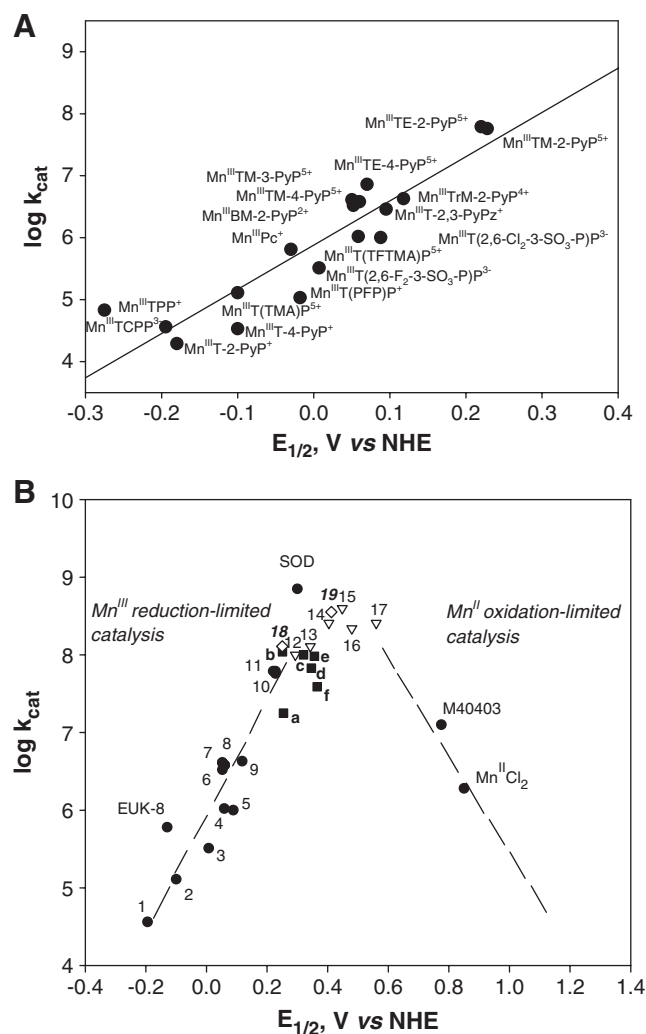 A
9
8
7
6
5
4
log kcat
-0.3
-0.2
-0.1
0.0
0.1
0.2
0.3
0.4
E1/2, V vs NHE
MnIIITE-2-PyP5+
MnIIITM-2-PyP5+
MnIIITE-4-PyP5+
MnIIITM-3-PyP5+
MnIIITM-4-PyP5+
MnIIITrM-2-PyP4+
MnIIIBM-2-PyP2+
MnIIIT-2,3-PyPz+
MnIIIPc+
MnIIIT(2,6-Cl2-3-SO3-P)P3-
MnIIIT(TFTMA)P5+
MnIIIT(2,6-F2-3-SO3-P)P3-
MnIIIT(PFP)P+
MnIIITPP+
MnIIIT(TMA)P5+
MnIIITCPP3-
MnIIIT-4-PyP+
MnIIIT-2-PyP+
B
10
9
8
7
6
5
4
log kcat
-0.4
-0.2
0.0
0.2
0.4
0.6
0.8
1.0
1.2
1.4
E1/2, V vs NHE
SOD
MnIII reduction-limited
catalysis
MnII oxidation-limited
catalysis
19
15
14
17
18
12
13
16
b
e
11
c
d
10
f
a
M40403
7
8
6
9
MnIICl2
EUK-8
4
5
3
2
1